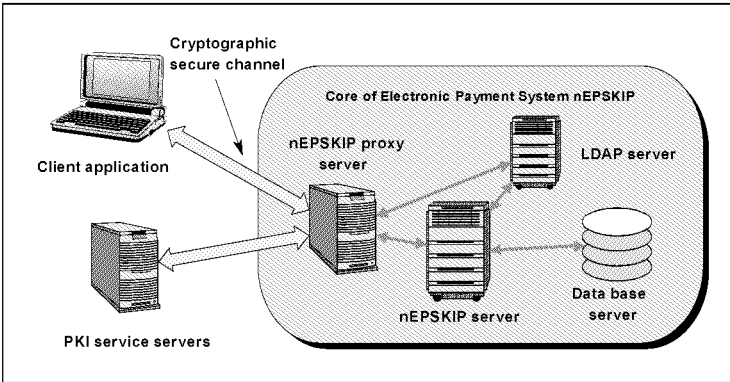 Cryptographic
secure channel
Core of Electronic Payment System nEPSKIP
nEPSKIP proxy
server
LDAP server
Client application
Data base
server
nEPSKIP server
PKI service servers